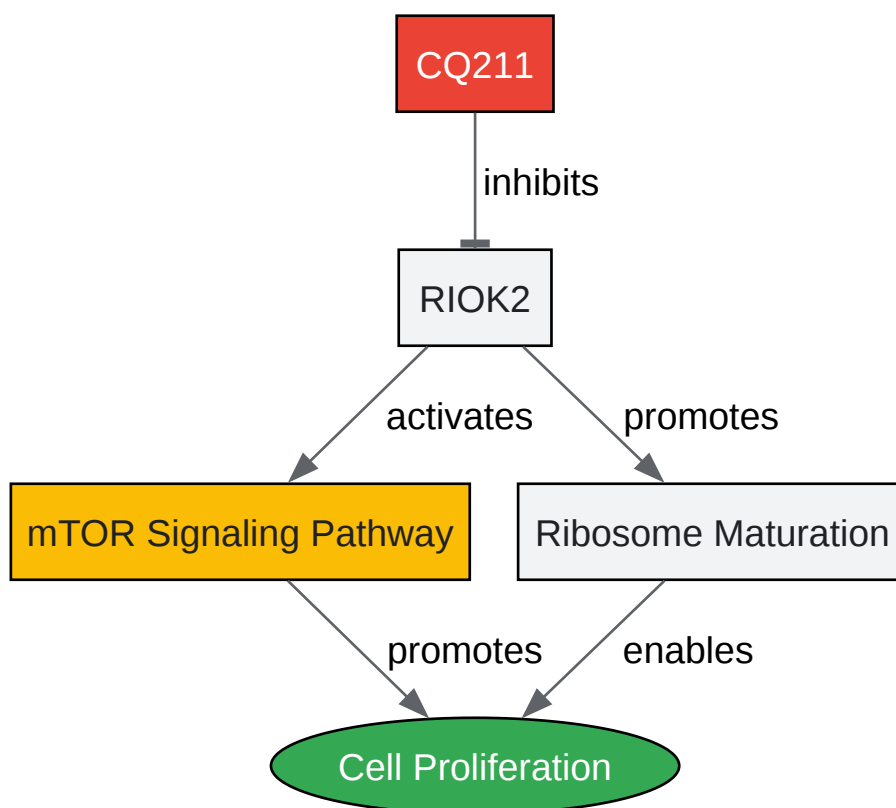 CQ211
inhibits
RIOK2
activates
promotes
mTOR Signaling Pathway
Ribosome Maturation
promotes
enables
Cell Proliferation